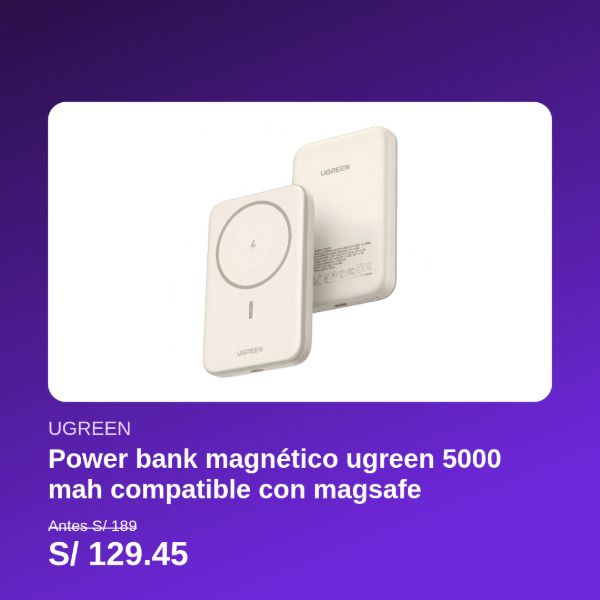 UGREEN
UGREEN
UGREEN
Power bank magnético ugreen 5000
mah compatible con magsafe
Antes S/ 189
S/ 129.45